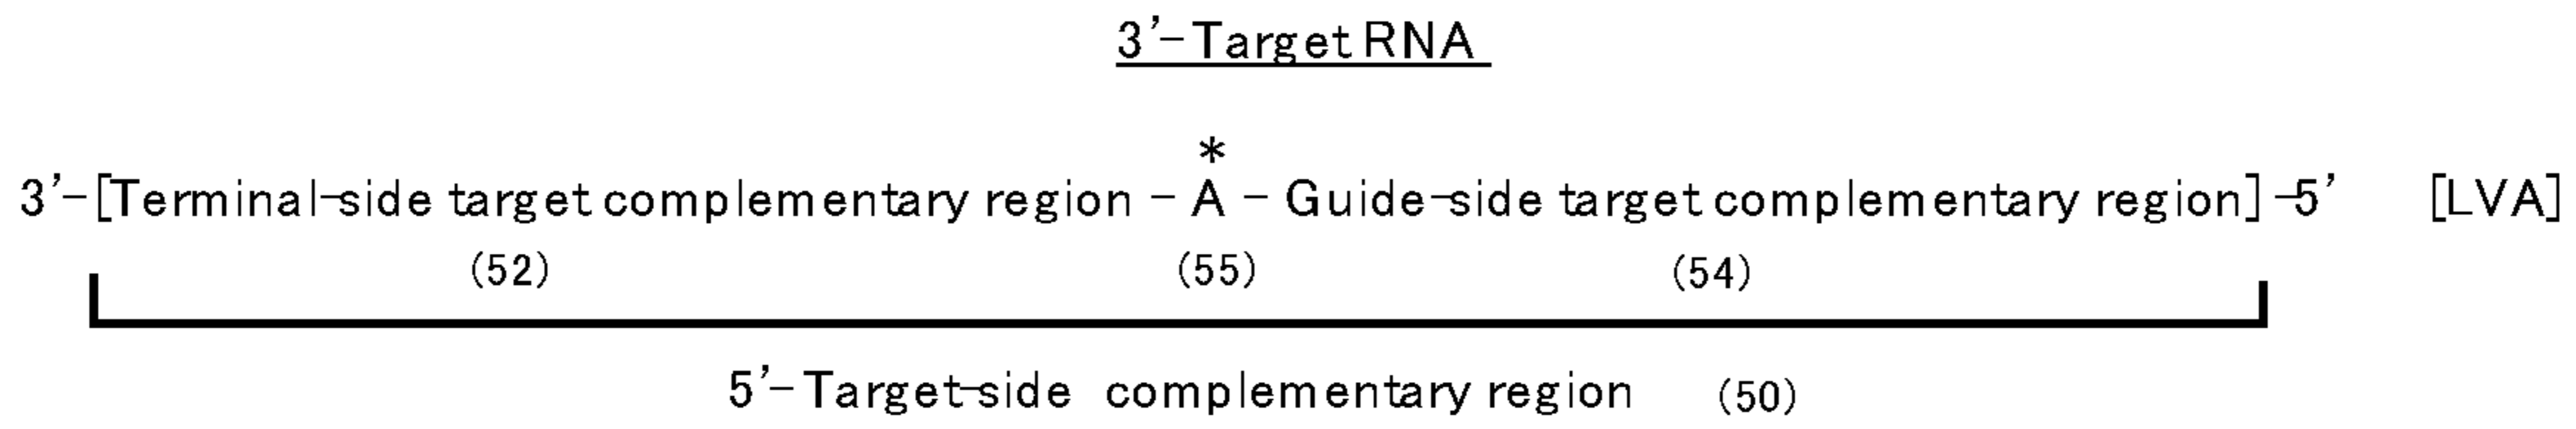 3'-Target RNA
*
3'-[Terminal-side target complementary region - A - Guide-side target complementary region]-5' [LVA]
(52) (55) (54)
5'-Target-side complementary region (50)